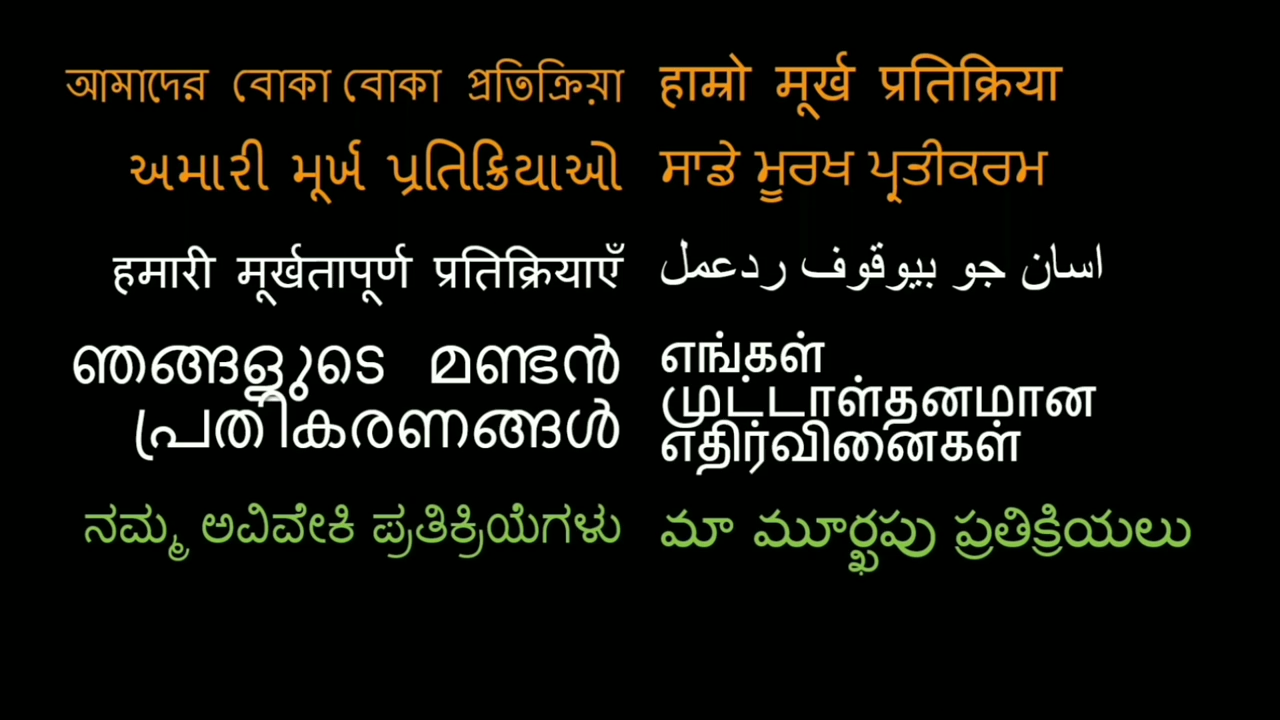 আমাদের বোকা বোকা প্রতিক্রিয়া
हाम्रो मूर्ख प्रतिक्रिया
અમારી મૂર્ખ પ્રતિક્રિયાઓ
ਸਾਡੇ ਮੂਰਖ ਪ੍ਰਤੀਕਰਮ
हमारी मूर्खतापूर्ण प्रतिक्रियाएँ
اسان جو بيوقوف ردعمل
ഞങ്ങളുടെ മണ്ടൻ
പ്രതികരണങ്ങൾ
எங்கள்
முட்டாள்தனமான
எதிர்வினைகள்
ನಮ್ಮ ಅವಿವೇಕಿ ಪ್ರತಿಕ್ರಿಯೆಗಳು
మా మూర్ఖపు ప్రతిక్రియలు